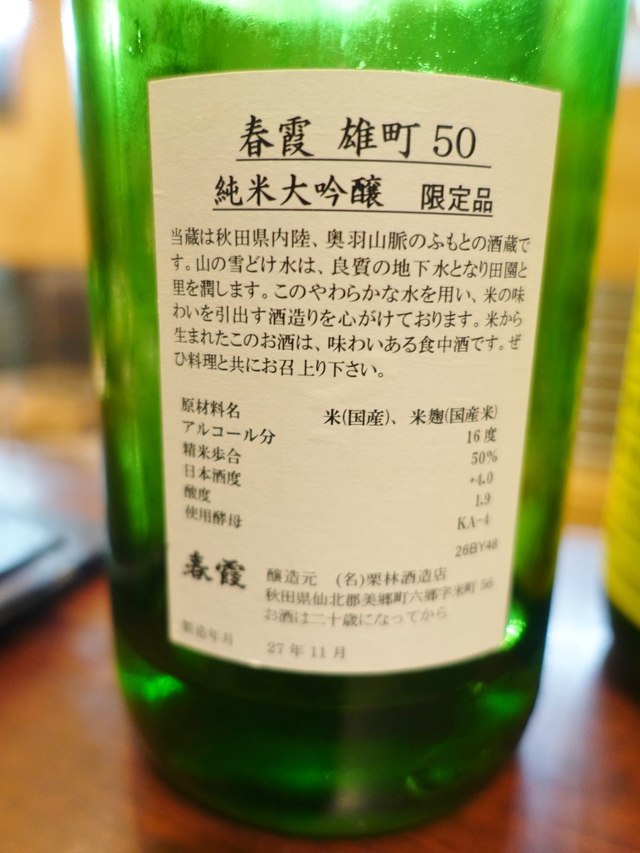 春霞 雄町 50
純米大吟醸 限定品
当蔵は秋田県内陸、奥羽山脈のふもとの酒蔵で
す。山の雪どけ水は、良質の地下水となり田園と
里を潤します。このやわらかな水を用い、米の味
わいを引出す酒造りを心がけております。米から
生まれたこのお酒は、味わいある食中酒です。ぜ
ひ料理と共にお召上り下さい。
原材料名 米(国産)、米麹(国産米)
アルコール分 16度
精米歩合 50%
日本酒度 +4.0
酸度 1.9
使用酵母 KA-4
26BY48
春霞 醸造元 (名)栗林酒造店
秋田県仙北郡美郷町六郷字米町56
お酒は二十歳になってから
製造年月 27年11月